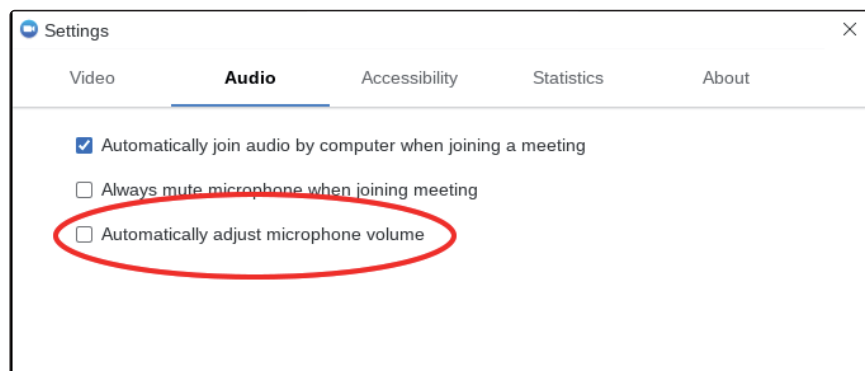 Settings
Video Audio Accessibility Statistics About
Automatically join audio by computer when joining a meeting
Always mute microphone when joining meeting
Automatically adjust microphone volume